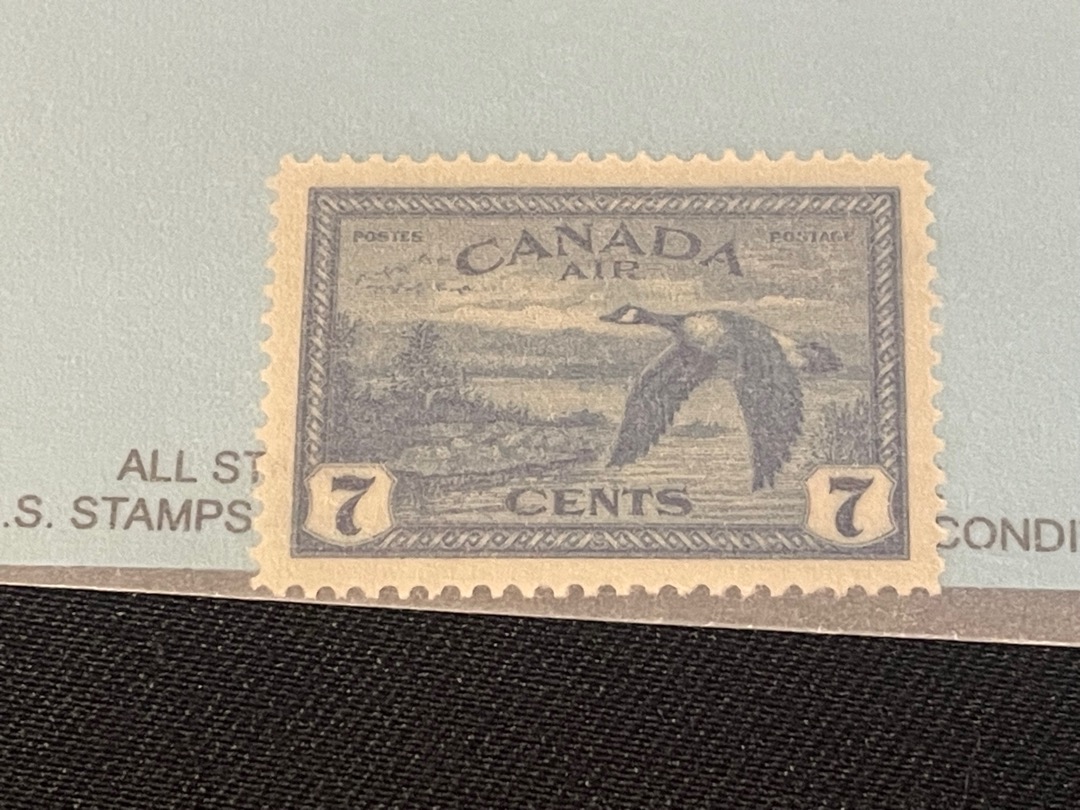 POSTES CANADA POSTAGE
AIR
ALL ST
.S. STAMPS
7 CENTS 7
CONDI